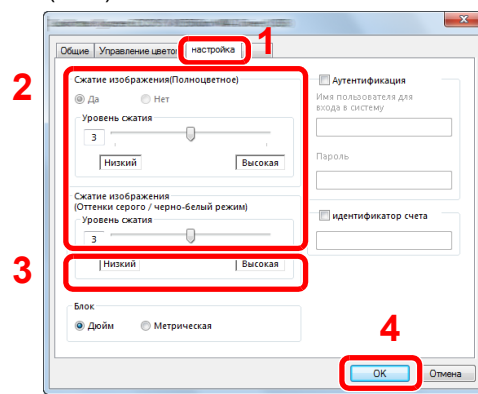 1
Общие Управление цветом настройка
2
Сжатие изображения(Полноцветное)
Да Нет
Уровень сжатия
3
Низкий Высокая
Сжатие изображения
(Оттенки серого / черно-белый режим)
Уровень сжатия
3
3
Низкий Высокая
Блок
Дюйм Метрическая
Аутентификация
Имя пользователя для
входа в систему
Пароль
идентификатор счета
4
OK Отмена